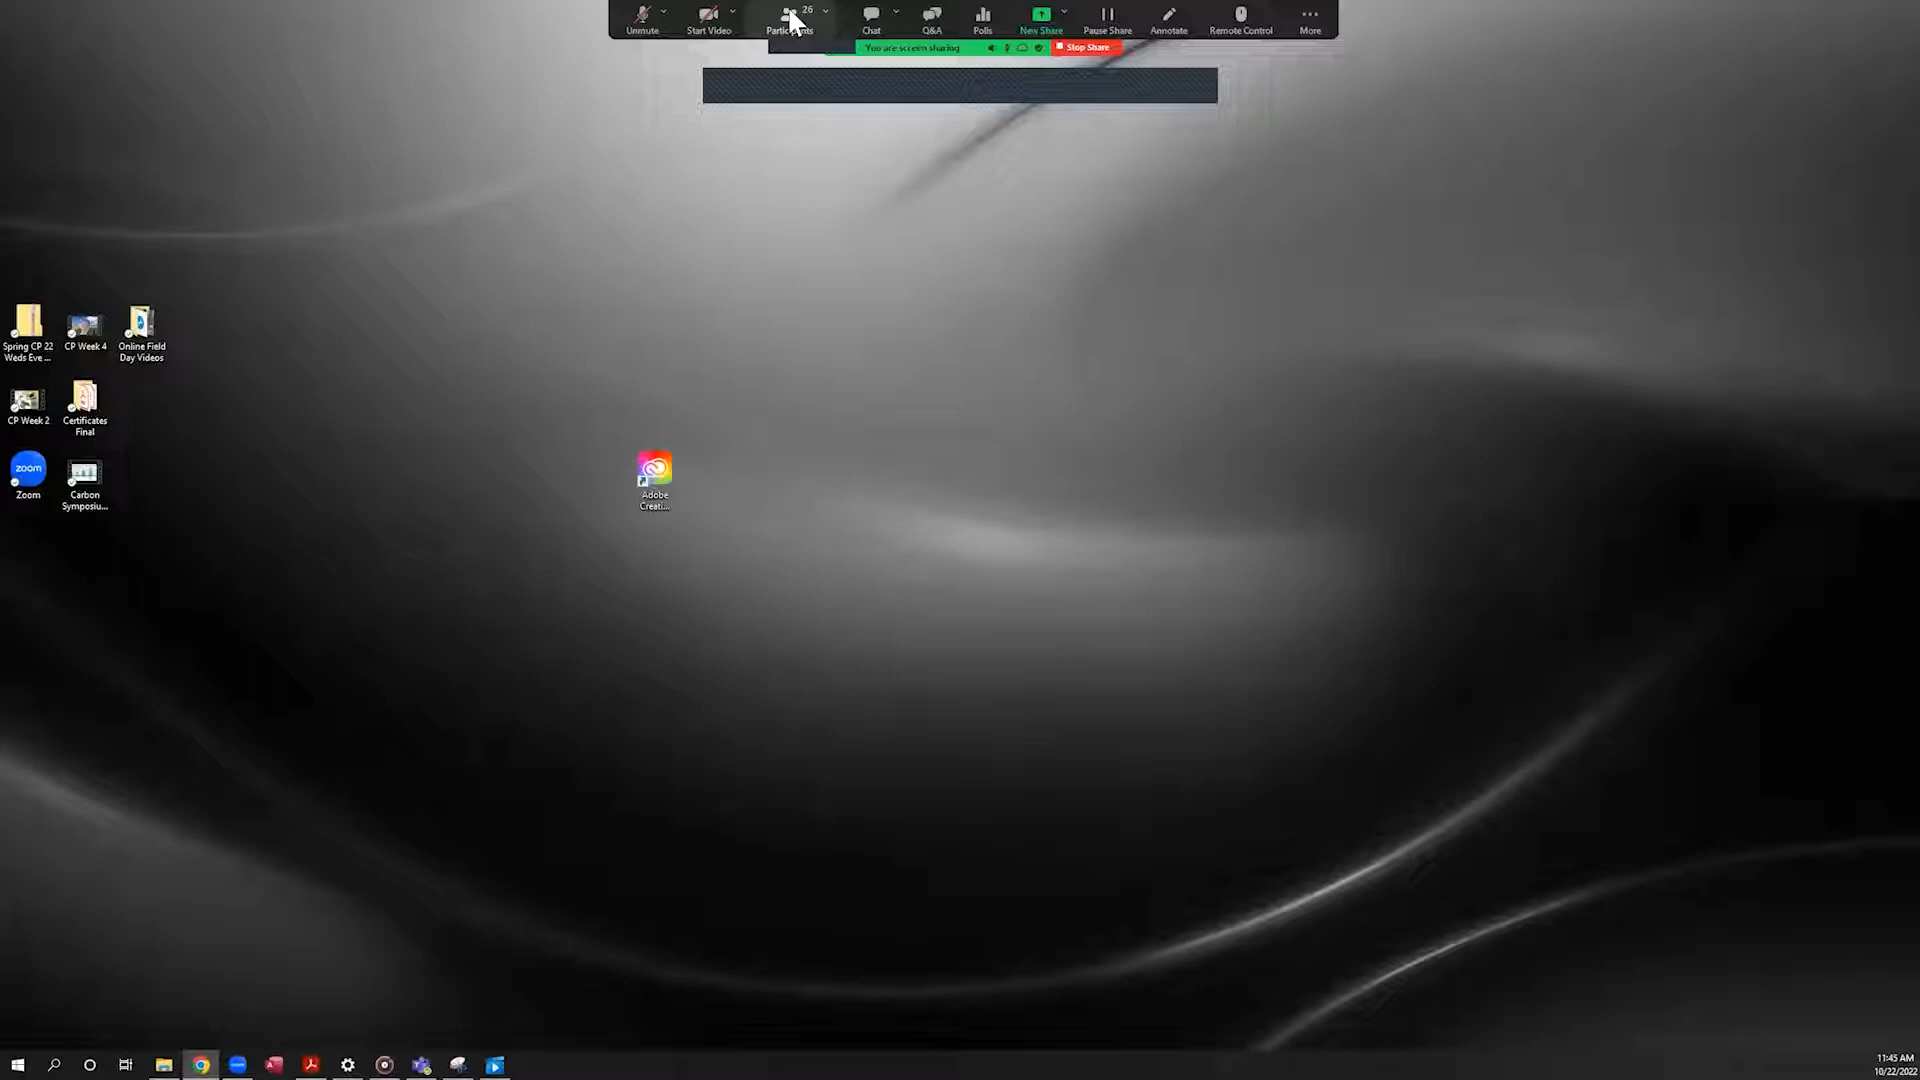 26
Unmute
Start Video
Participants
Chat
Q&A
Polls
New Share
Pause Share
Annotate
Remote Control
More
You are screen sharing
Stop Share
Spring CP 22
Weds Eve ...
CP Week 4
Online Field
Day Videos
CP Week 2
Certificates
Final
zoom
Zoom
Carbon
Symposiu...
Adobe
Creati...
11:45 AM
10/22/2022